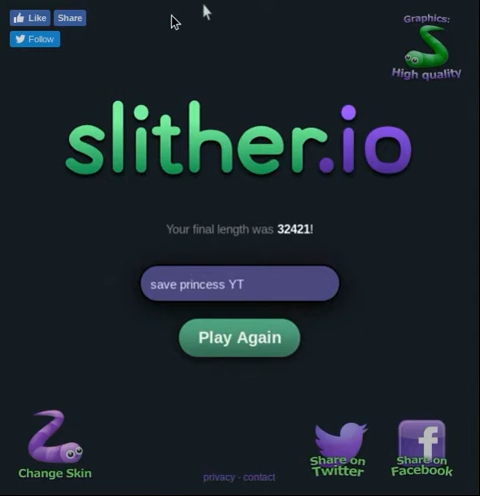 Like Share
Follow
Graphics:
High quality
slither.io
Your final length was 32421!
save princess YT
Play Again
Change Skin
privacy - contact
Share on
Twitter
Share on
Facebook